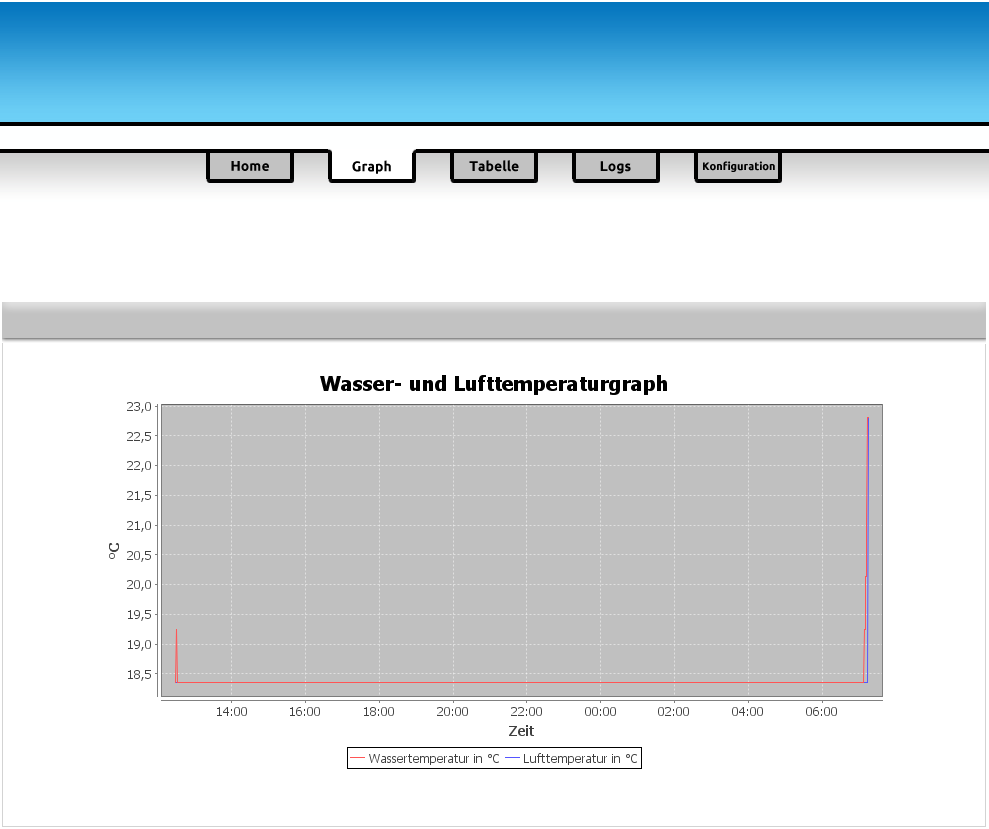 Home Graph Tabelle Logs Konfiguration
Wasser- und Lufttemperaturgraph
23,0
22,5
22,0
21,5
21,0
20,5
20,0
19,5
19,0
18,5
°C
14:00 16:00 18:00 20:00 22:00 00:00 02:00 04:00 06:00
Zeit
Wassertemperatur in °C Lufttemperatur in °C